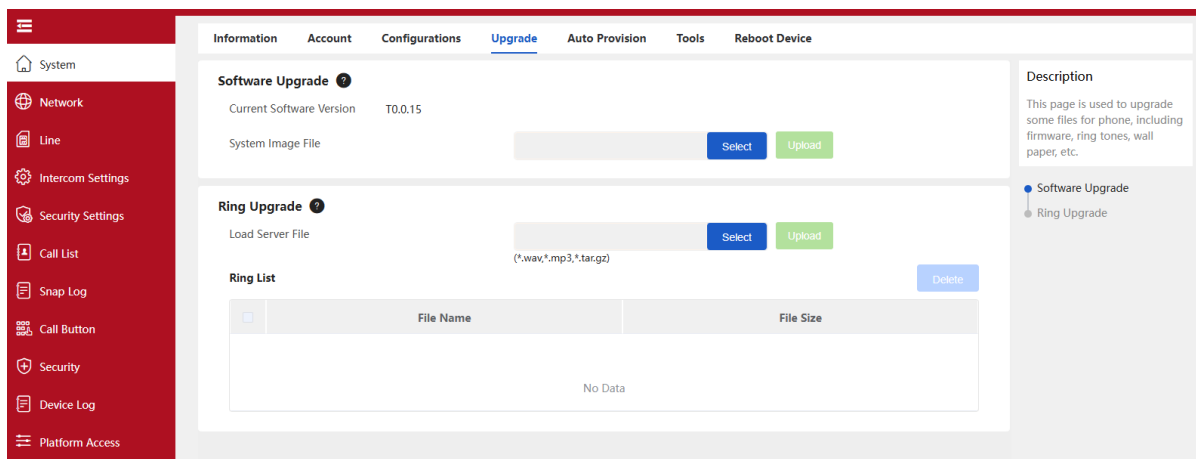 Information Account Configurations Upgrade Auto Provision Tools Reboot Device
System
Network
Line
Intercom Settings
Security Settings
Call List
Snap Log
Call Button
Security
Device Log
Platform Access
Software Upgrade ?
Current Software Version T0.0.15
System Image File Select Upload
Ring Upgrade ?
Load Server File Select Upload
(*.wav,*.mp3,*.tar.gz)
Ring List Delete
File Name File Size
No Data
Description
This page is used to upgrade
some files for phone, including
firmware, ring tones, wall
paper, etc.
Software Upgrade
Ring Upgrade